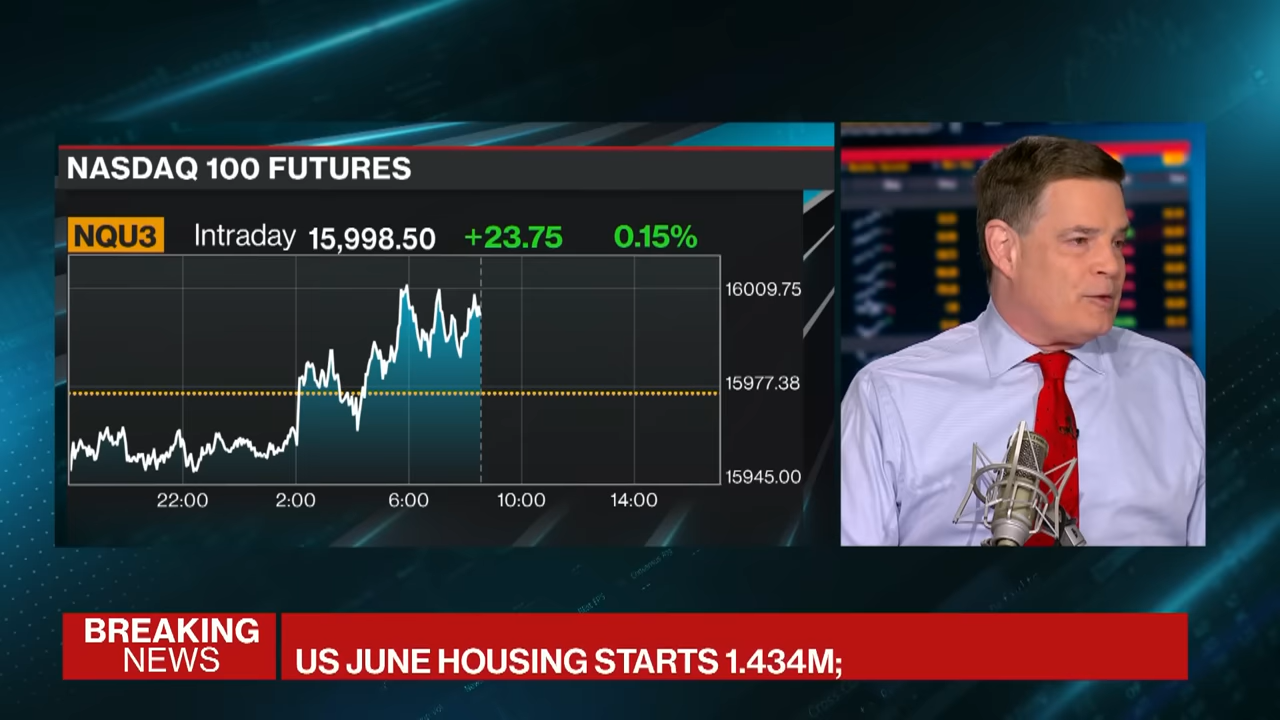 NASDAQ 100 FUTURES
NQU3 Intraday 15,998.50 +23.75 0.15%
16009.75
15977.38
15945.00
22:00 2:00 6:00 10:00 14:00
BREAKING
NEWS
US JUNE HOUSING STARTS 1.434M;